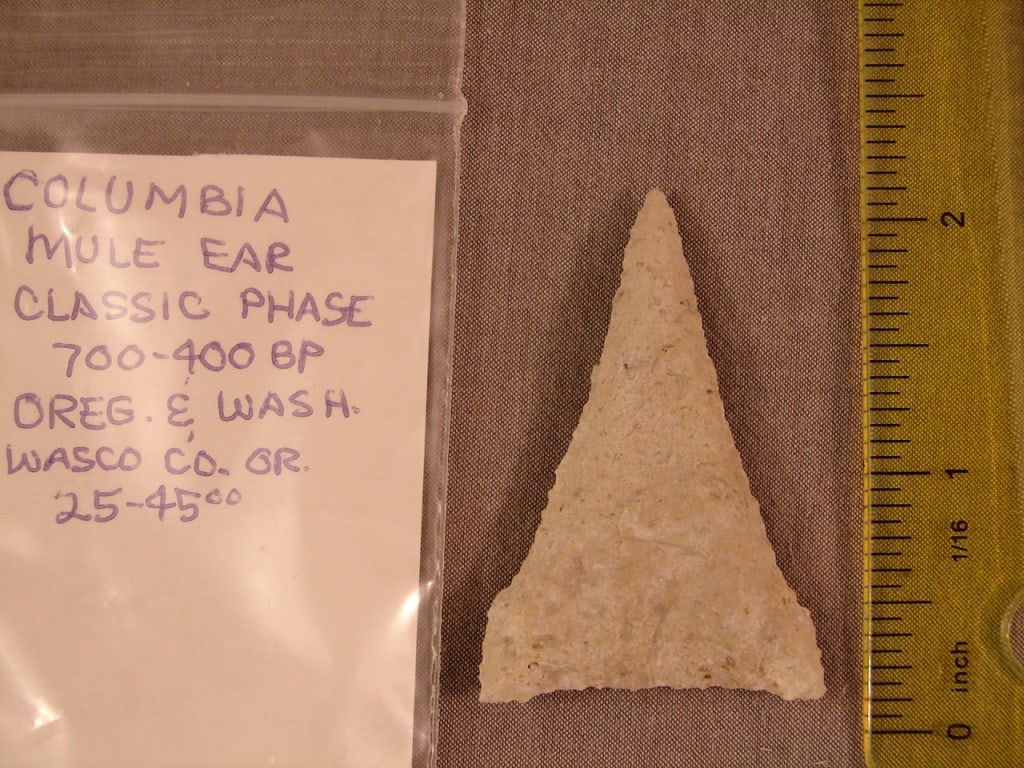 COLUMBIA
MULE EAR
CLASSIC PHASE
700-400 BP
OREG. & WASH.
WASCO CO. OR.
25-45⁰⁰
2
1
1/16
inch
0